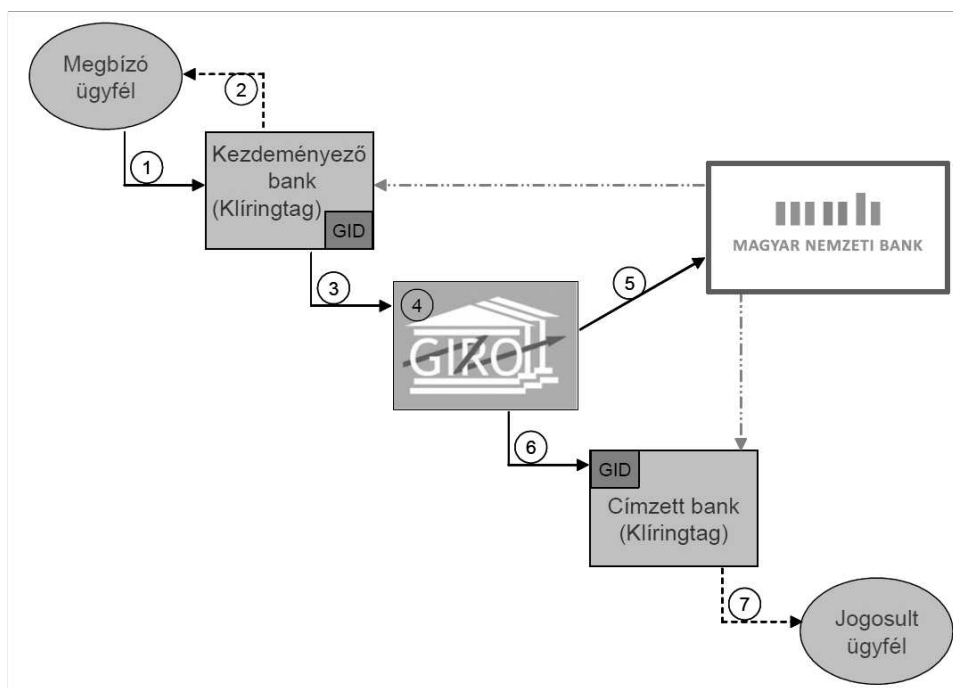 Megbízó
ügyfél
2
1
Kezdeményező
bank
(Klíringtag)
GID
MAGYAR NEMZETI BANK
3
4
5
GIRO
6
GID
Címzett bank
(Klíringtag)
7
Jogosult
ügyfél